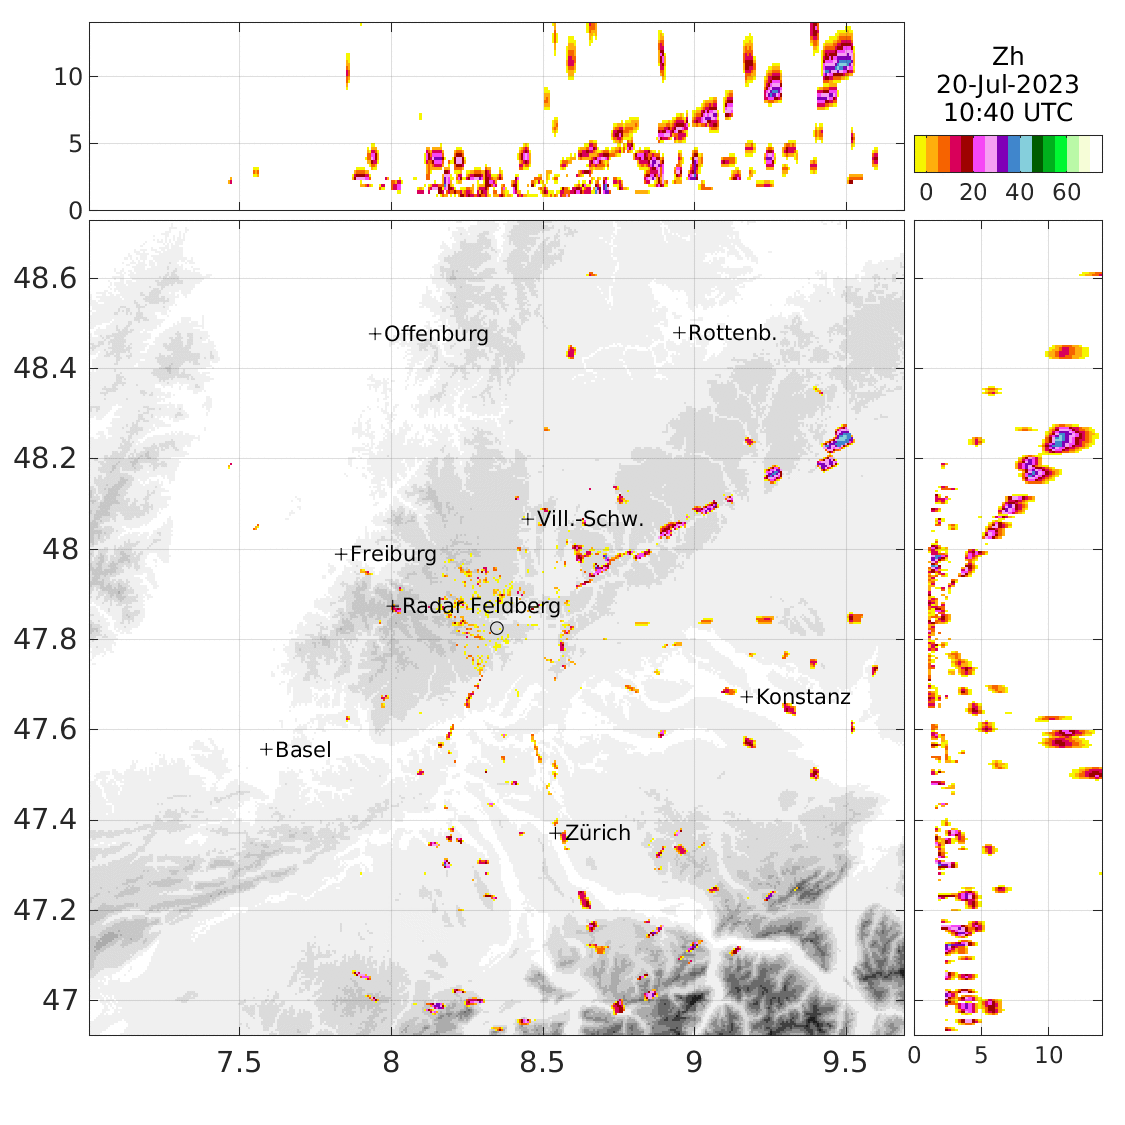 10
5
0
Zh
20-Jul-2023
10:40 UTC
0 20 40 60
48.6
48.4
48.2
48
47.8
47.6
47.4
47.2
47
+Offenburg
+Rottenb.
+Vill.-Schw.
+Freiburg
+Radar Feldberg
+Konstanz
+Basel
+Zürich
7.5 8 8.5 9 9.5
0 5 10